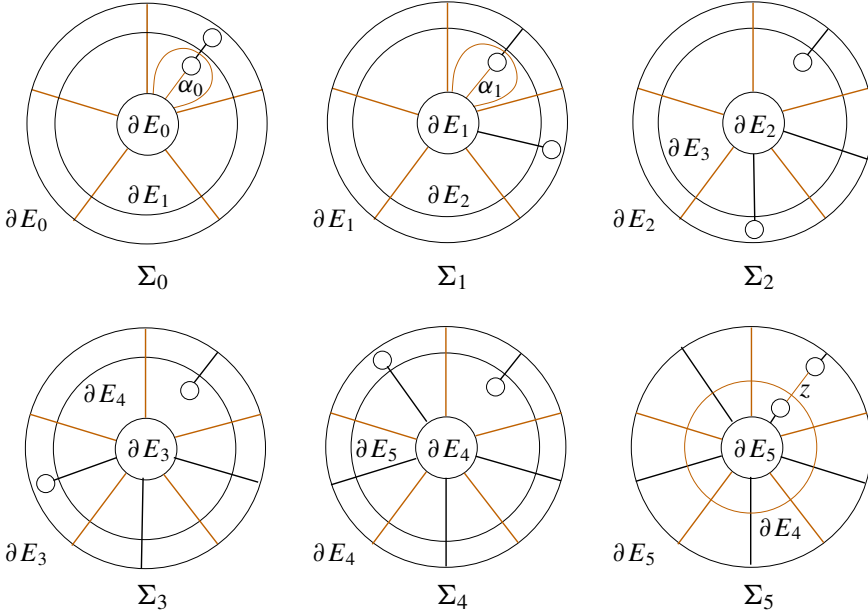 α₀ α₁
∂E₀ ∂E₁ ∂E₂
∂E₃
∂E₁ ∂E₂
∂E₀ ∂E₁ ∂E₂
Σ₀ Σ₁ Σ₂
∂E₄ z
∂E₃ ∂E₅ ∂E₄ ∂E₅
∂E₄
∂E₃ ∂E₄ ∂E₅
Σ₃ Σ₄ Σ₅